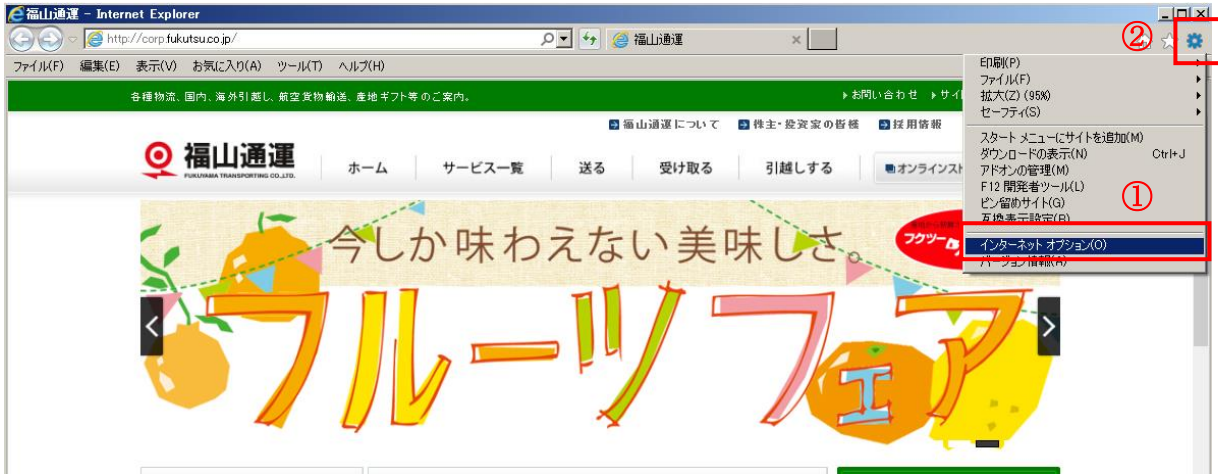 福山通運 - Internet Explorer
http://corp.fukutsu.co.jp/
福山通運
②
ファイル(F) 編集(E) 表示(V) お気に入り(A) ツール(T) ヘルプ(H)
各種物流、国内、海外引越し、航空貨物輸送、産地ギフト等のご案内。
お問い合わせ
福山通運について 株主・投資家の皆様 採用情報
福山通運
FUKUYAMA TRANSPORTING CO.,LTD.
ホーム サービス一覧 送る 受け取る 引越しする
印刷(P)
ファイル(F)
拡大(Z) (95%)
セーフティ(S)
スタート メニューにサイトを追加(M)
ダウンロードの表示(N) Ctrl+J
アドオンの管理(M)
F12 開発者ツール(L)
ピン留めサイト(G)
互換表示設定(B)
①
インターネット オプション(O)
バージョン情報(A)
今しか味わえない美味しさ。
フルーツフェア